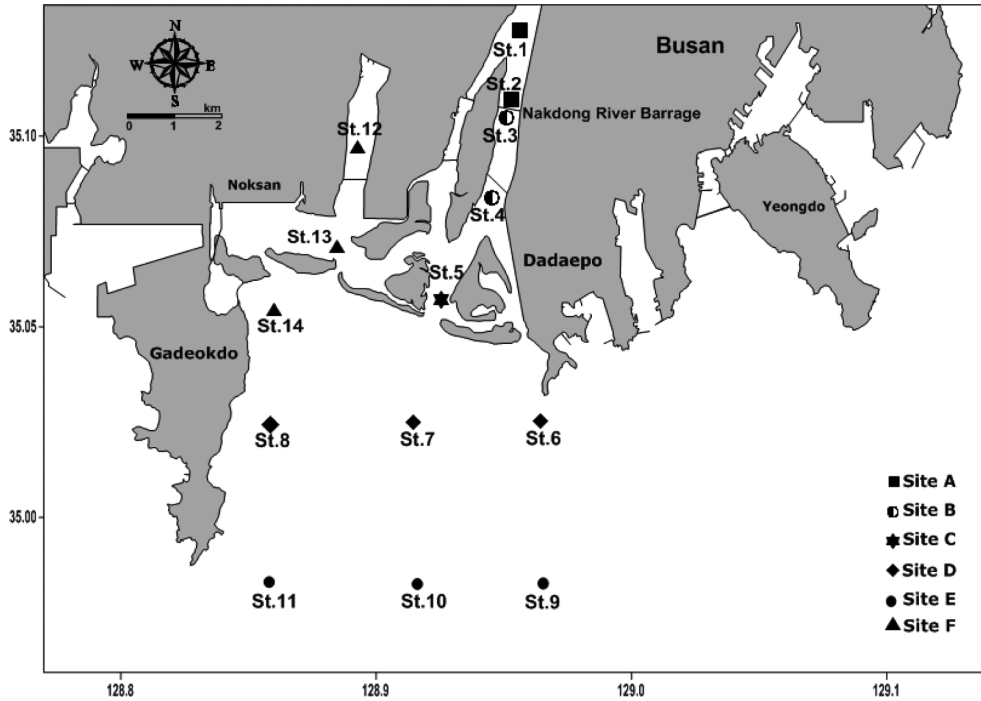 N
W E
S
km
0 1 2
Busan
St.1
St.2
Nakdong River Barrage
St.3
St.12
35.10
Noksan
St.4
Yeongdo
St.13
St.5
Dadaepo
35.05
St.14
Gadeokdo
St.8
St.7
St.6
35.00
St.11
St.10
St.9
Site A
Site B
Site C
Site D
Site E
Site F
128.8 128.9 129.0 129.1